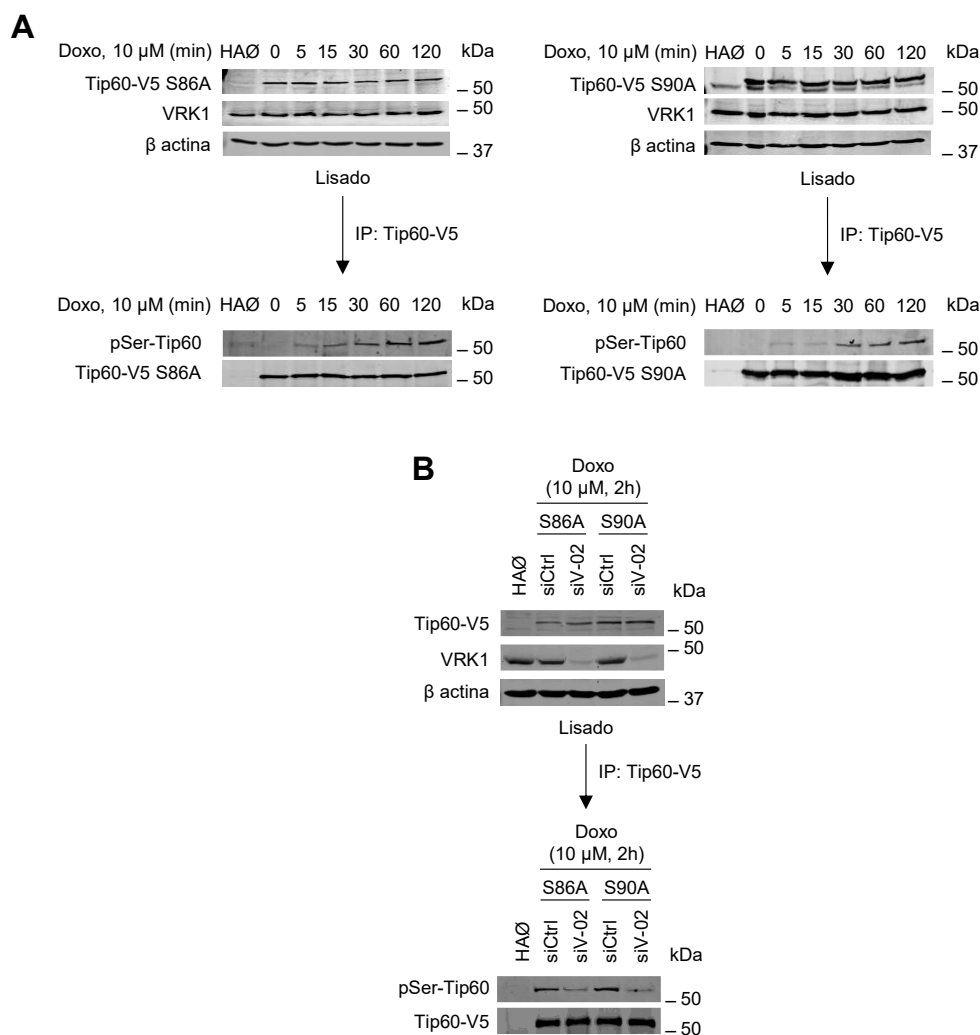 A
Doxo, 10 µM (min) HAØ 0 5 15 30 60 120 kDa
Tip60-V5 S86A
– 50
VRK1
– 50
β actina
– 37
Lisado
IP: Tip60-V5
Doxo, 10 µM (min) HAØ 0 5 15 30 60 120 kDa
pSer-Tip60
– 50
Tip60-V5 S86A
– 50
Doxo, 10 µM (min) HAØ 0 5 15 30 60 120 kDa
Tip60-V5 S90A
– 50
VRK1
– 50
β actina
– 37
Lisado
IP: Tip60-V5
Doxo, 10 µM (min) HAØ 0 5 15 30 60 120 kDa
pSer-Tip60
– 50
Tip60-V5 S90A
– 50
B
Doxo
(10 µM, 2h)
S86A S90A
HAØ siCtrl siV-02 siCtrl siV-02 kDa
Tip60-V5
– 50
VRK1
– 50
β actina
– 37
Lisado
IP: Tip60-V5
Doxo
(10 µM, 2h)
S86A S90A
HAØ siCtrl siV-02 siCtrl siV-02 kDa
pSer-Tip60
– 50
Tip60-V5
– 50